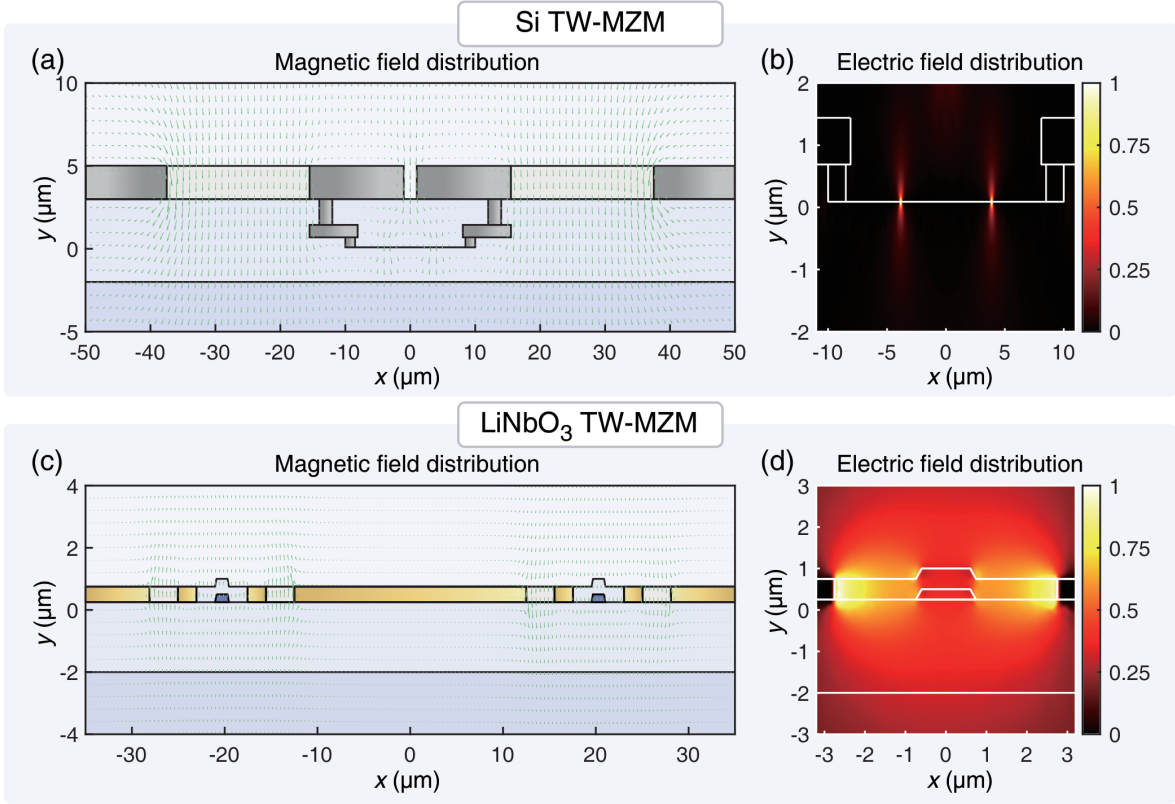 Si TW-MZM
(a)
Magnetic field distribution
10
5
0
-5
y (μm)
-50 -40 -30 -20 -10 0 10 20 30 40 50
x (μm)
(b)
Electric field distribution
2
1
0
-1
-2
y (μm)
-10 -5 0 5 10
x (μm)
1
0.75
0.5
0.25
0
LiNbO3 TW-MZM
(c)
Magnetic field distribution
4
2
0
-2
-4
y (μm)
-30 -20 -10 0 10 20 30
x (μm)
(d)
Electric field distribution
3
2
1
0
-1
-2
-3
y (μm)
-3 -2 -1 0 1 2 3
x (μm)
1
0.75
0.5
0.25
0